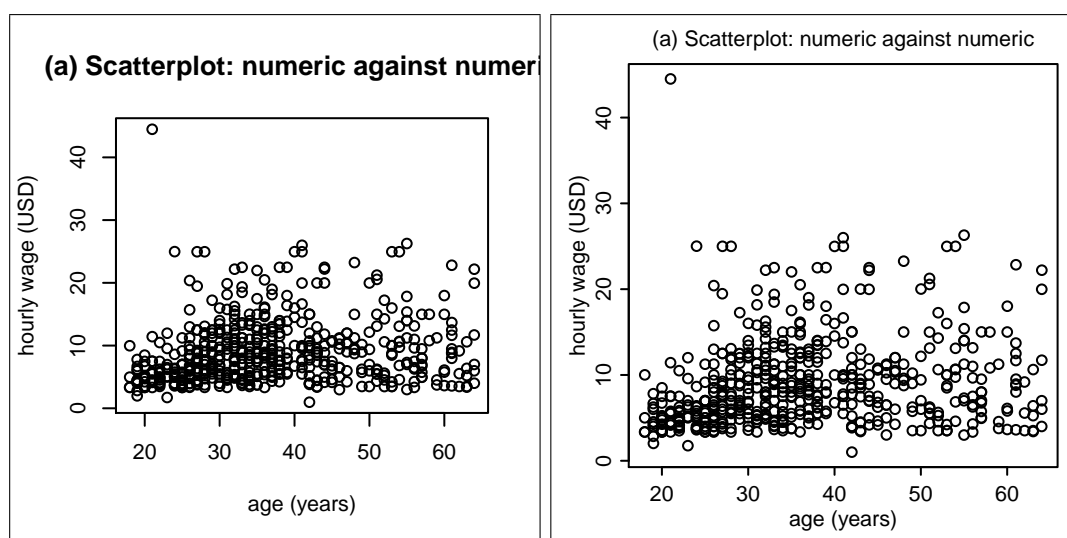 (a) Scatterplot: numeric against numeri
40
30
20
10
0
hourly wage (USD)
20 30 40 50 60
age (years)
(a) Scatterplot: numeric against numeric
40
30
20
10
0
hourly wage (USD)
20 30 40 50 60
age (years)